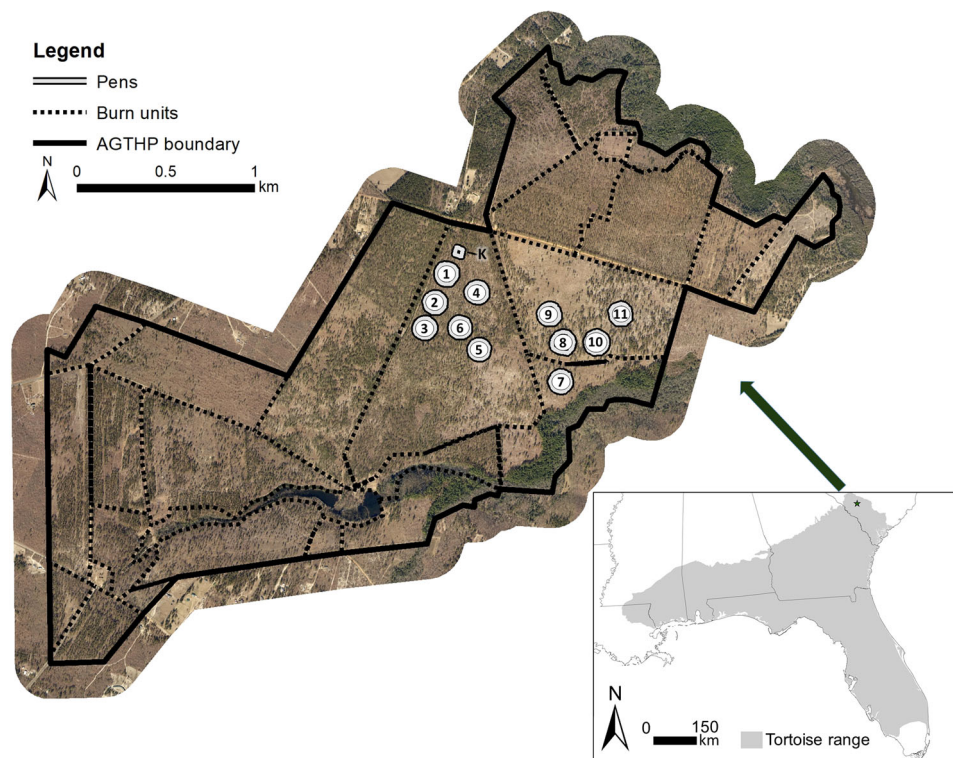 Legend
Pens
Burn units
AGTHP boundary
N
0 0.5 1
km
K
1
4
2
3
6
5
9
11
8
10
7
N
0 150
km
Tortoise range